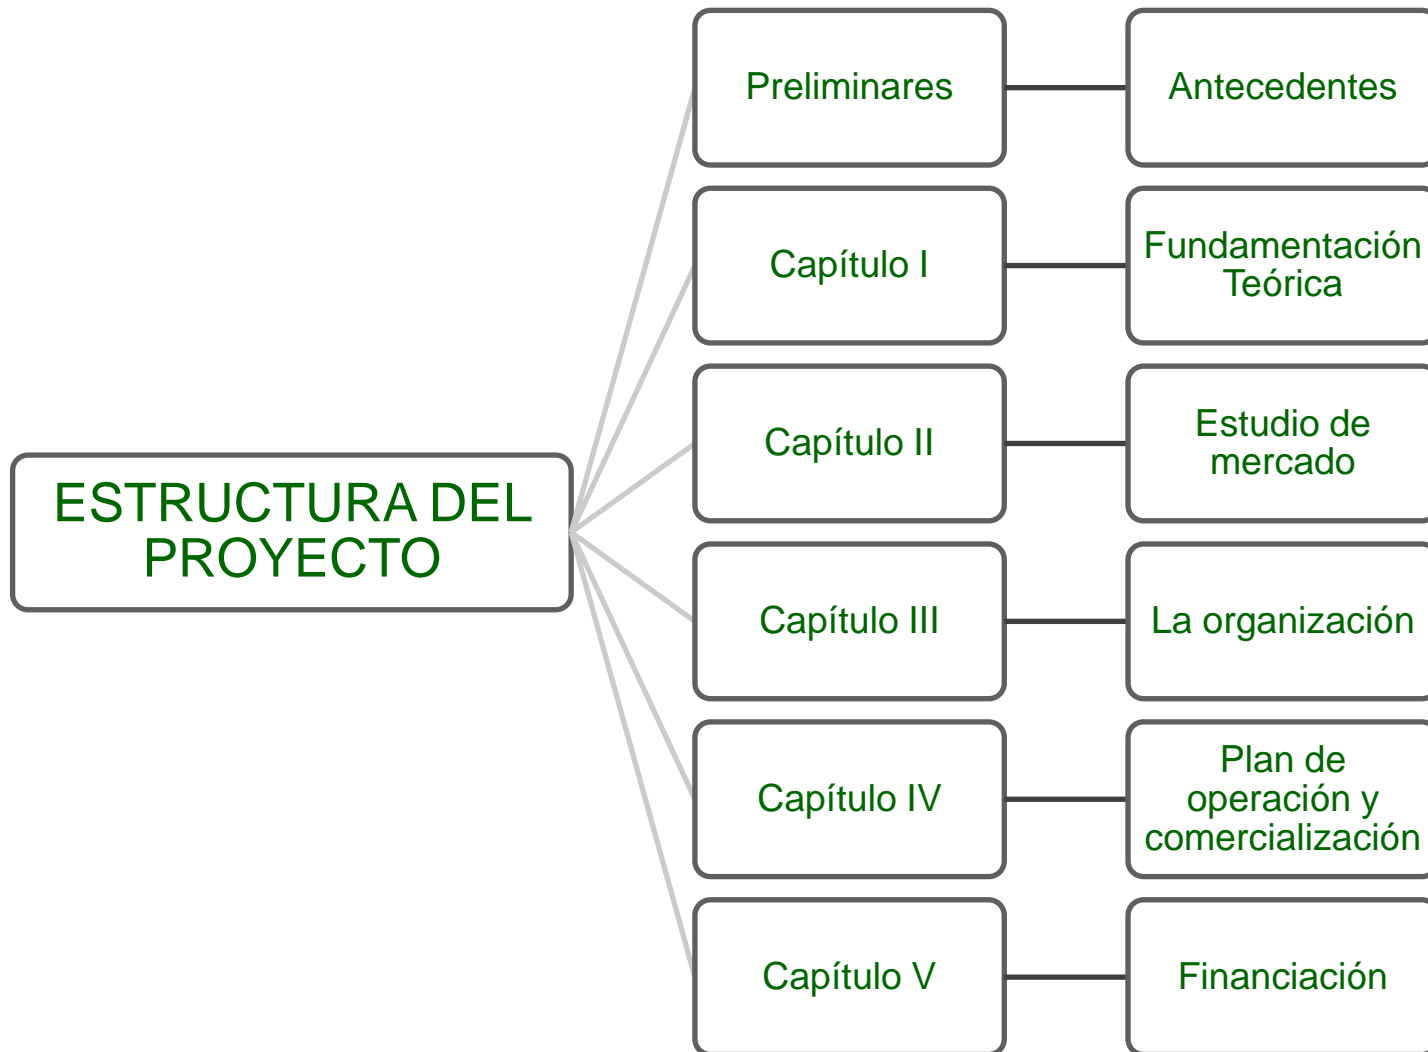 Preliminares
Antecedentes
Capítulo I
Fundamentación
Teórica
Capítulo II
Estudio de
mercado
ESTRUCTURA DEL
PROYECTO
Capítulo III
La organización
Capítulo IV
Plan de
operación y
comercialización
Capítulo V
Financiación